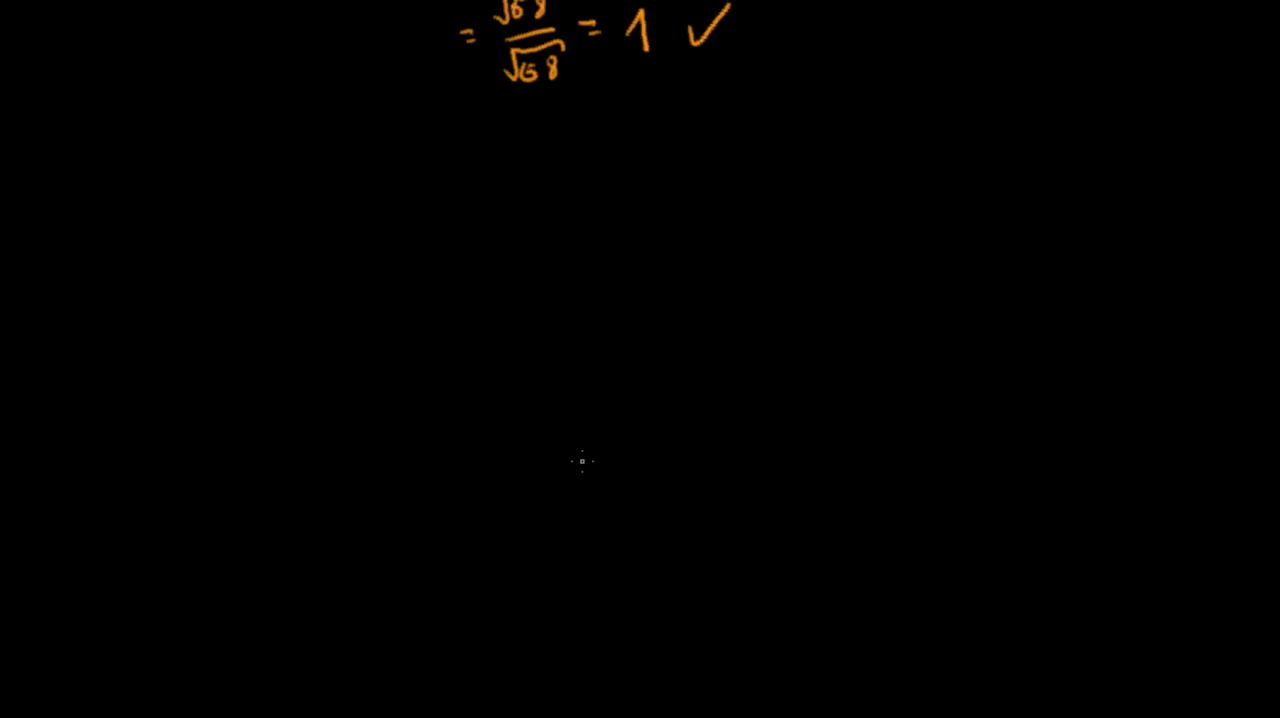 = √68/√68 = 1 ✓